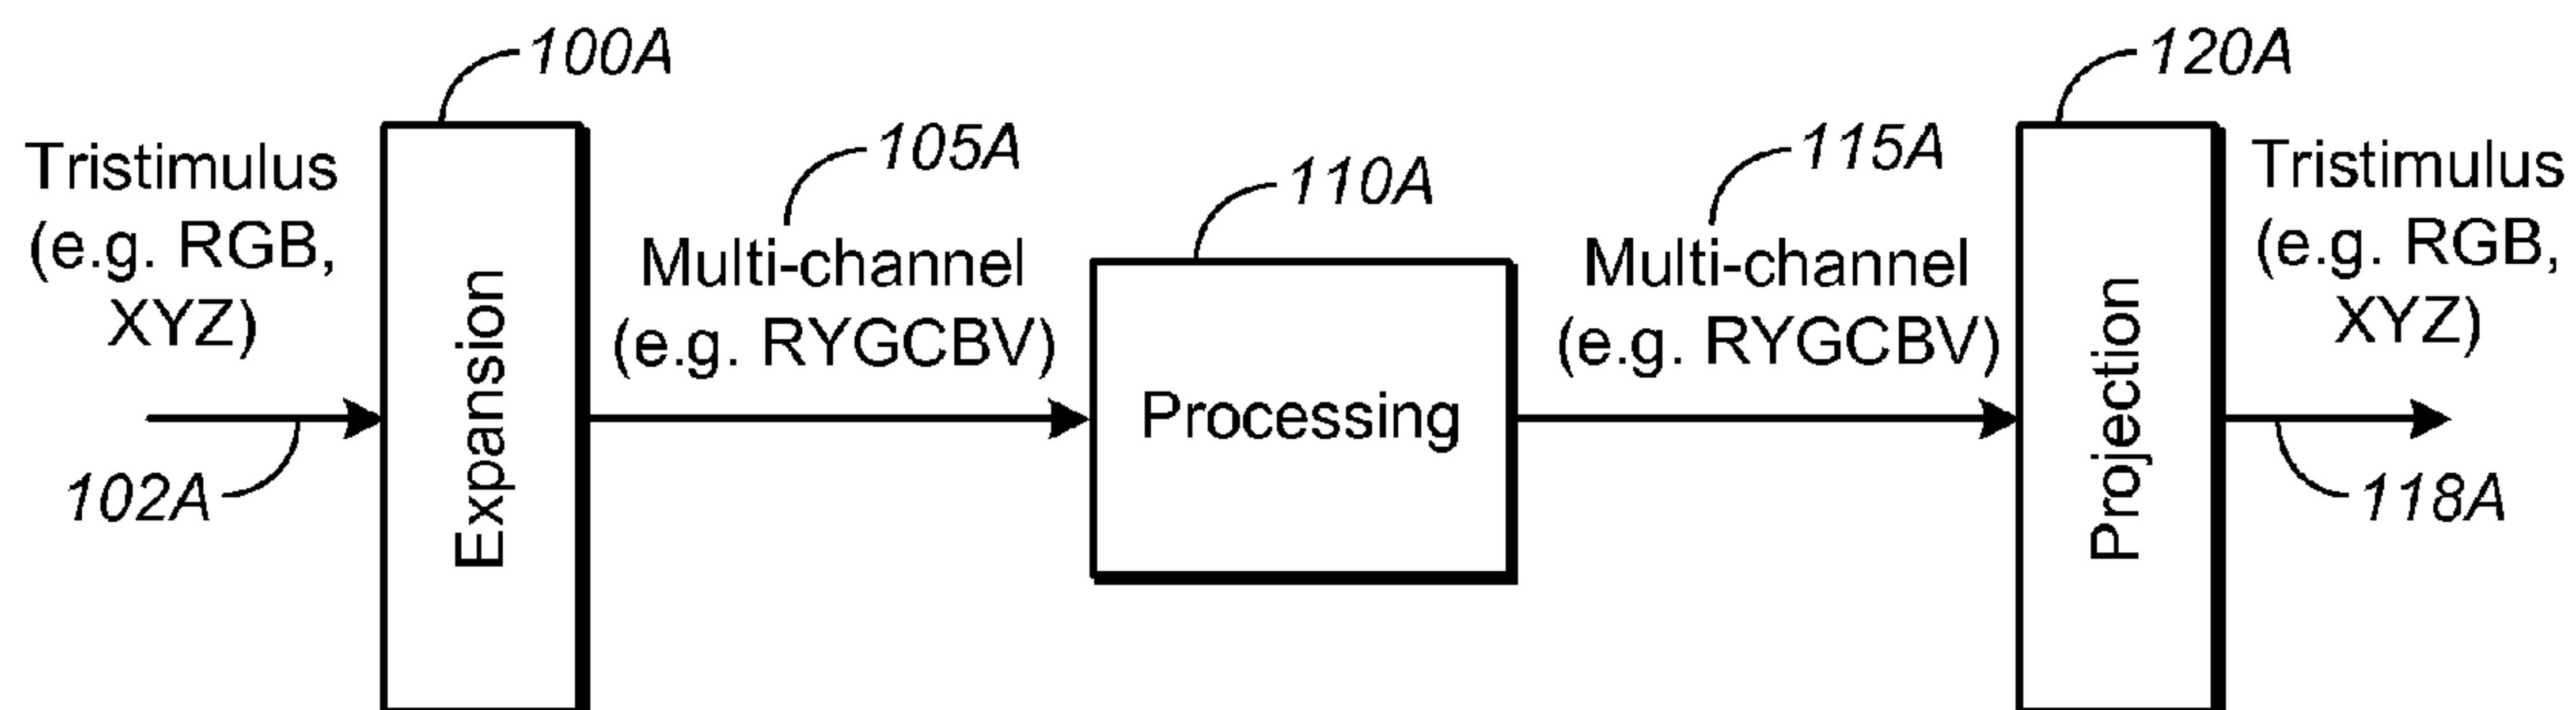 100A
120A
Tristimulus
(e.g. RGB,
XYZ)
105A
115A
Tristimulus
(e.g. RGB,
XYZ)
110A
Multi-channel
(e.g. RYGCBV)
Multi-channel
(e.g. RYGCBV)
Expansion
Processing
Projection
102A
118A